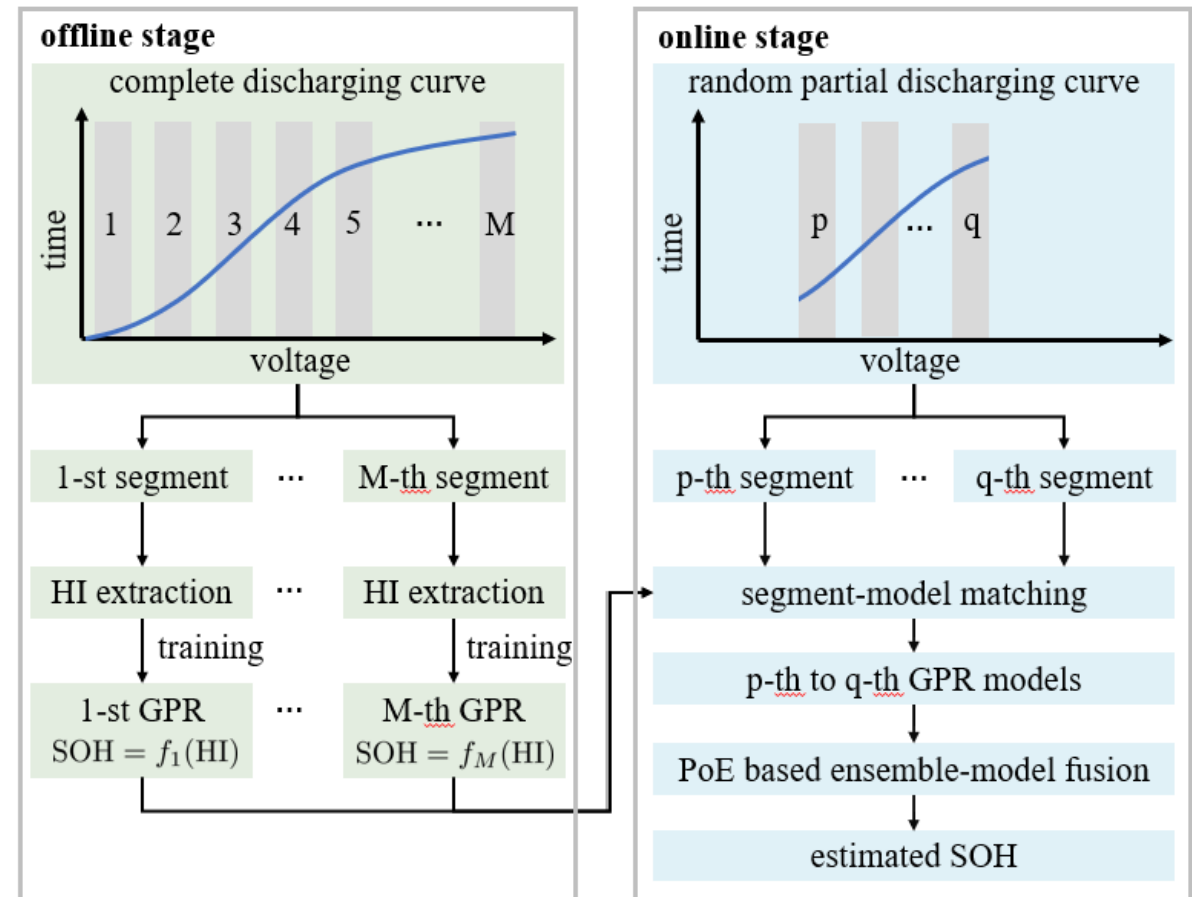 offline stage
complete discharging curve
time
1 2 3 4 5 ... M
voltage
1-st segment ... M-th segment
HI extraction ... HI extraction
training training
1-st GPR ... M-th GPR
SOH = f₁(HI) SOH = f_M(HI)
online stage
random partial discharging curve
time
p ... q
voltage
p-th segment ... q-th segment
segment-model matching
p-th to q-th GPR models
PoE based ensemble-model fusion
estimated SOH